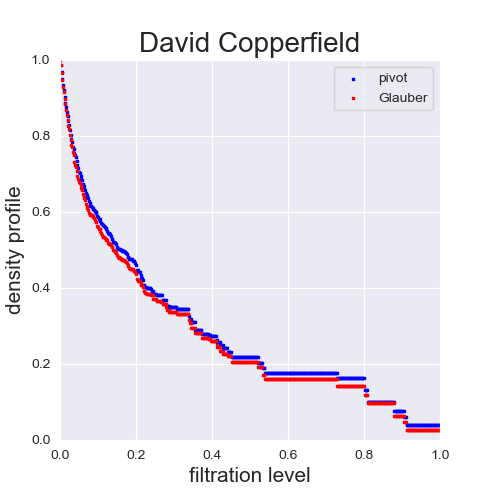 David Copperfield
pivot
Glauber
1.0
0.8
0.6
0.4
0.2
0.0
density profile
0.0 0.2 0.4 0.6 0.8 1.0
filtration level